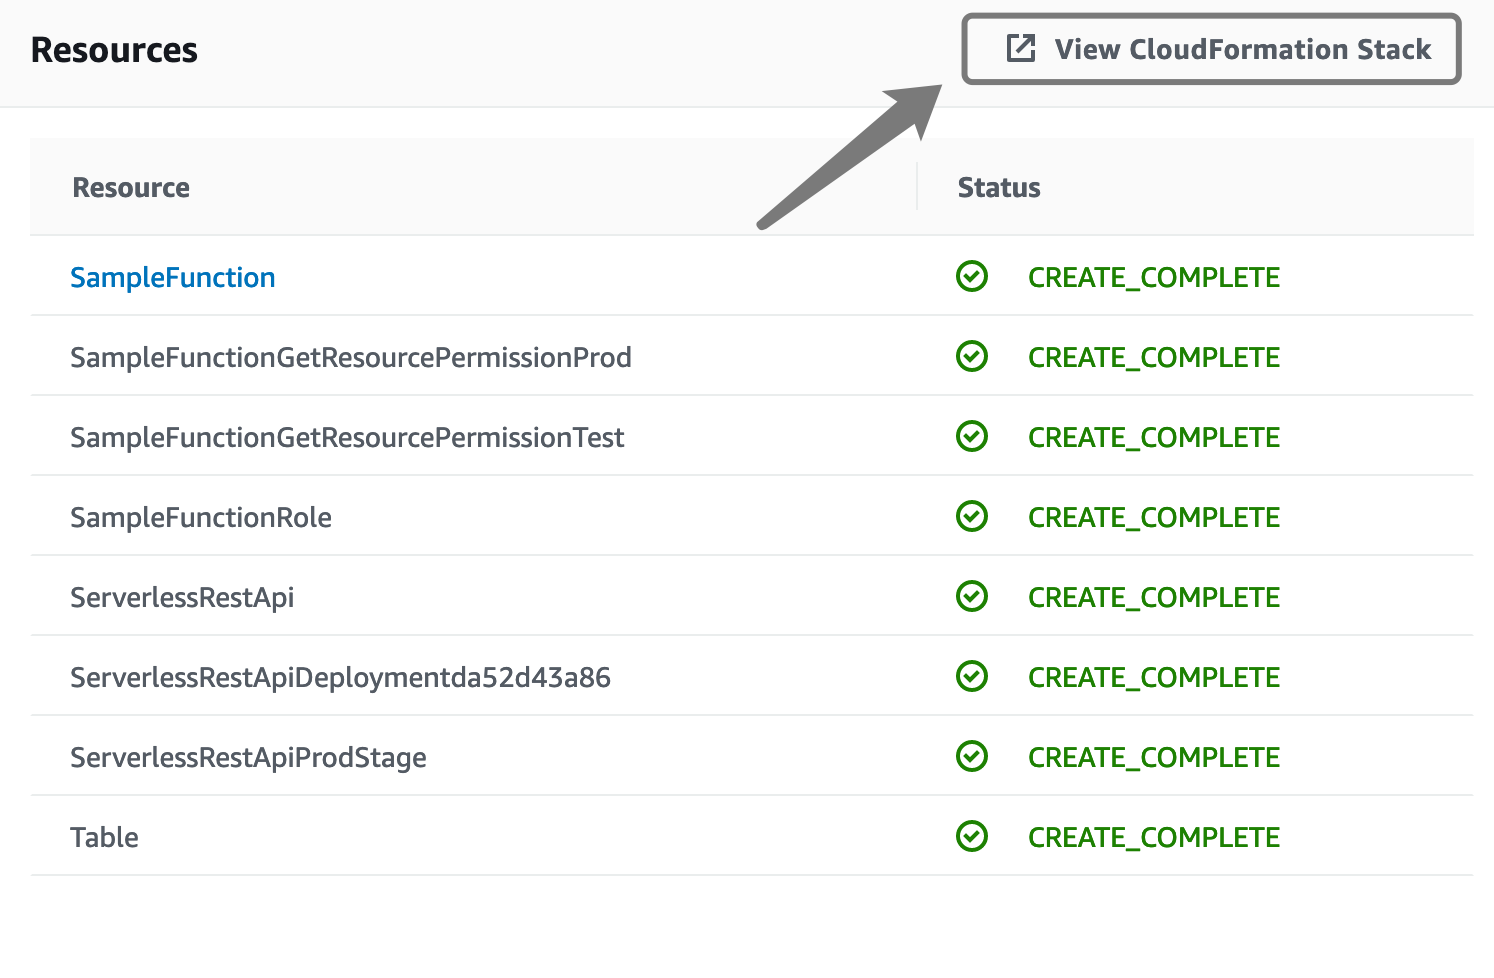 Resources
View CloudFormation Stack
Resource Status
SampleFunction CREATE_COMPLETE
SampleFunctionGetResourcePermissionProd CREATE_COMPLETE
SampleFunctionGetResourcePermissionTest CREATE_COMPLETE
SampleFunctionRole CREATE_COMPLETE
ServerlessRestApi CREATE_COMPLETE
ServerlessRestApiDeploymentda52d43a86 CREATE_COMPLETE
ServerlessRestApiProdStage CREATE_COMPLETE
Table CREATE_COMPLETE